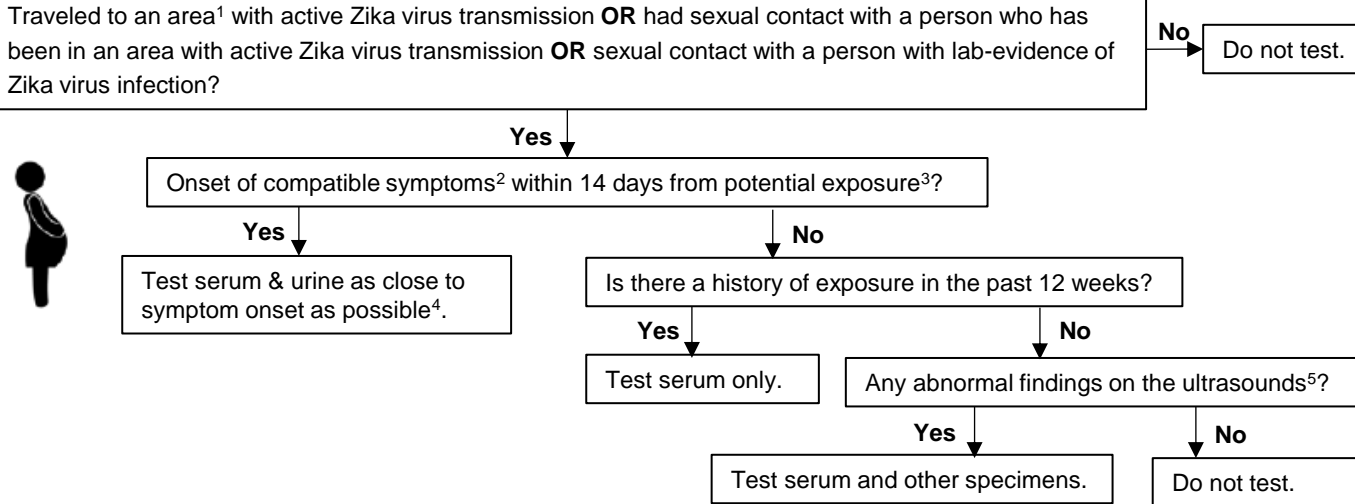 Traveled to an area¹ with active Zika virus transmission OR had sexual contact with a person who has
been in an area with active Zika virus transmission OR sexual contact with a person with lab-evidence of
Zika virus infection?
No
Do not test.
Yes
Onset of compatible symptoms² within 14 days from potential exposure³?
Yes
No
Test serum & urine as close to
symptom onset as possible⁴.
Is there a history of exposure in the past 12 weeks?
Yes
No
Test serum only.
Any abnormal findings on the ultrasounds⁵?
Yes
No
Test serum and other specimens.
Do not test.